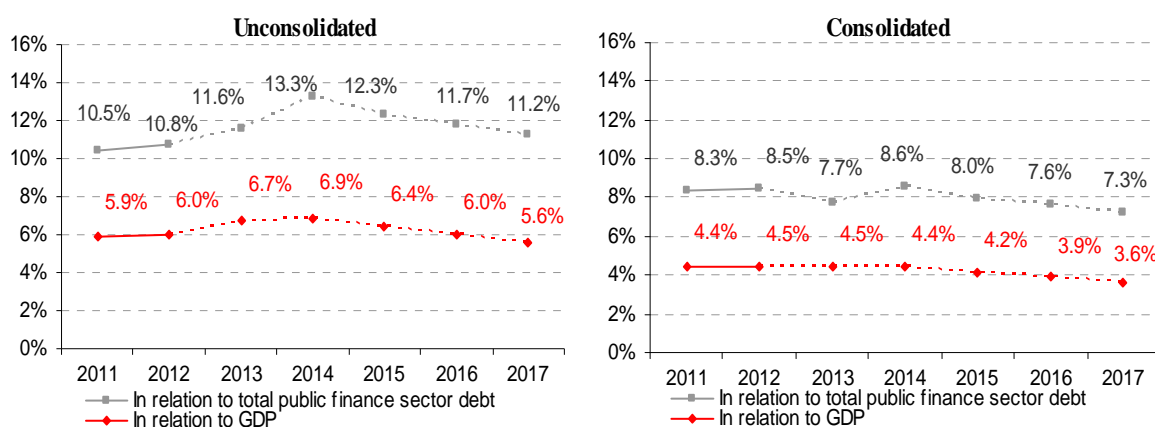 Unconsolidated
16%
14%
12%
10%
8%
6%
4%
2%
0%
10.5% 10.8% 11.6% 13.3% 12.3% 11.7% 11.2%
5.9% 6.0% 6.7% 6.9% 6.4% 6.0% 5.6%
2011 2012 2013 2014 2015 2016 2017
In relation to total public finance sector debt
In relation to GDP
Consolidated
16%
14%
12%
10%
8%
6%
4%
2%
0%
8.3% 8.5% 7.7% 8.6% 8.0% 7.6% 7.3%
4.4% 4.5% 4.5% 4.4% 4.2% 3.9% 3.6%
2011 2012 2013 2014 2015 2016 2017
In relation to total public finance sector debt
In relation to GDP